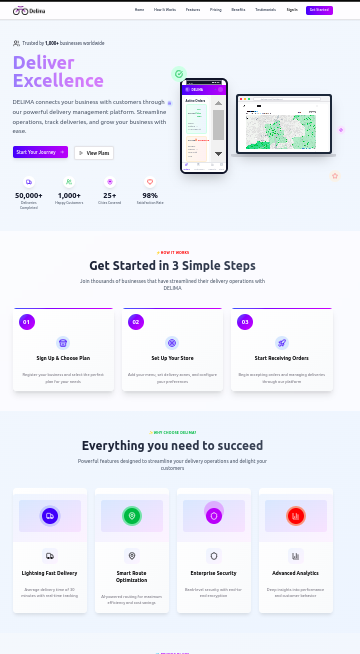 Delima
Home How It Works Features Pricing Benefits Testimonials Sign In Get Started
Trusted by 1,000+ businesses worldwide
Deliver
Excellence
DELIMA connects your business with customers through
our powerful delivery management platform. Streamline
operations, track deliveries, and grow your business with
ease.
Start Your Journey
View Plans
50,000+ 1,000+ 25+ 98%
Deliveries Completed Happy Customers Cities Covered Satisfaction Rate
DELIMA
Active Orders
HOW IT WORKS
Get Started in 3 Simple Steps
Join thousands of businesses that have streamlined their delivery operations with
DELIMA
01 02 03
Sign Up & Choose Plan Set Up Your Store Start Receiving Orders
Register your business and select the perfect
plan for your needs
Add your menu, set delivery zones, and configure
your preferences
Begin accepting orders and managing deliveries
through our platform
WHY CHOOSE DELIMA?
Everything you need to succeed
Powerful features designed to streamline your delivery operations and delight your
customers
Lightning Fast Delivery
Average delivery time of 30
minutes with real-time tracking
Smart Route
Optimization
AI-powered routing for maximum
efficiency and cost savings
Enterprise Security
Bank-level security with
and encryption
Advanced Analytics
Deep insights into performance
and customer behavior